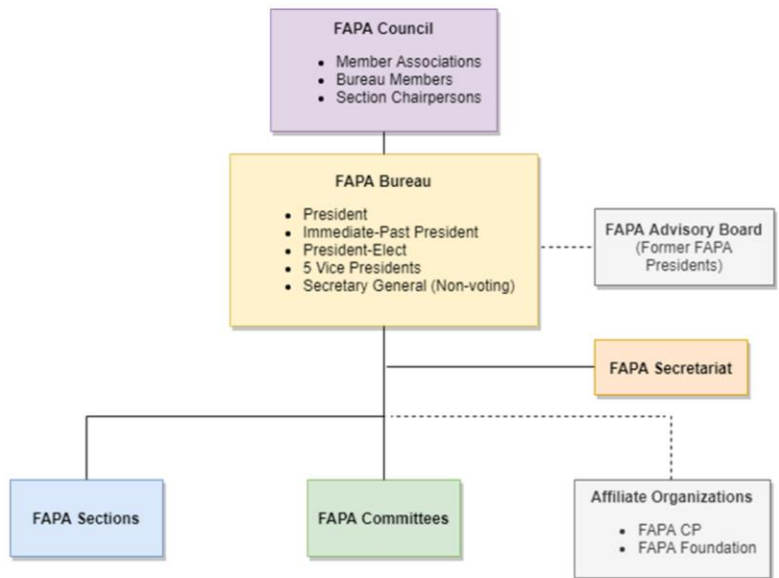 FAPA Council
• Member Associations
• Bureau Members
• Section Chairpersons
FAPA Bureau
• President
• Immediate-Past President
• President-Elect
• 5 Vice Presidents
• Secretary General (Non-voting)
FAPA Advisory Board
(Former FAPA
Presidents)
FAPA Secretariat
FAPA Sections
FAPA Committees
Affiliate Organizations
• FAPA CP
• FAPA Foundation